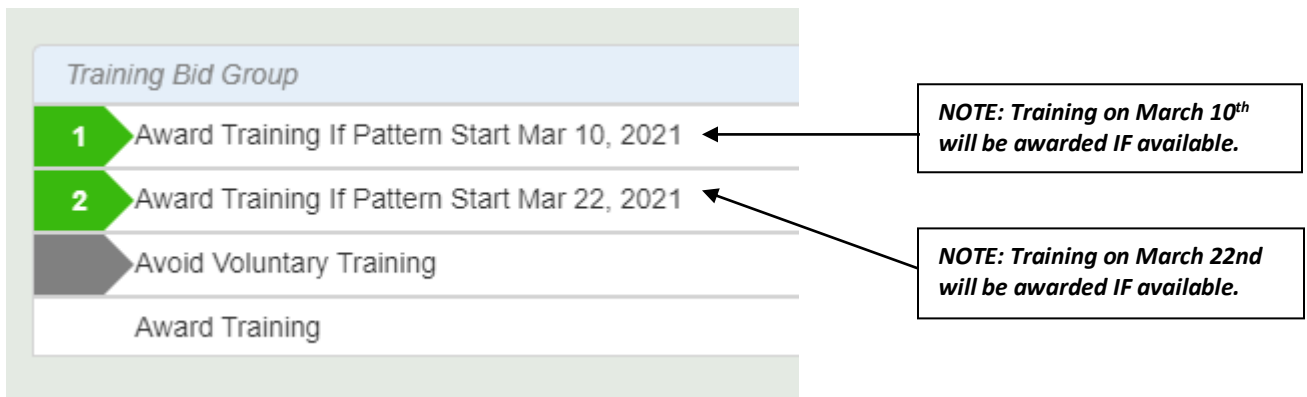 Training Bid Group
1 Award Training If Pattern Start Mar 10, 2021
NOTE: Training on March 10th
will be awarded IF available.
2 Award Training If Pattern Start Mar 22, 2021
Avoid Voluntary Training
NOTE: Training on March 22nd
will be awarded IF available.
Award Training